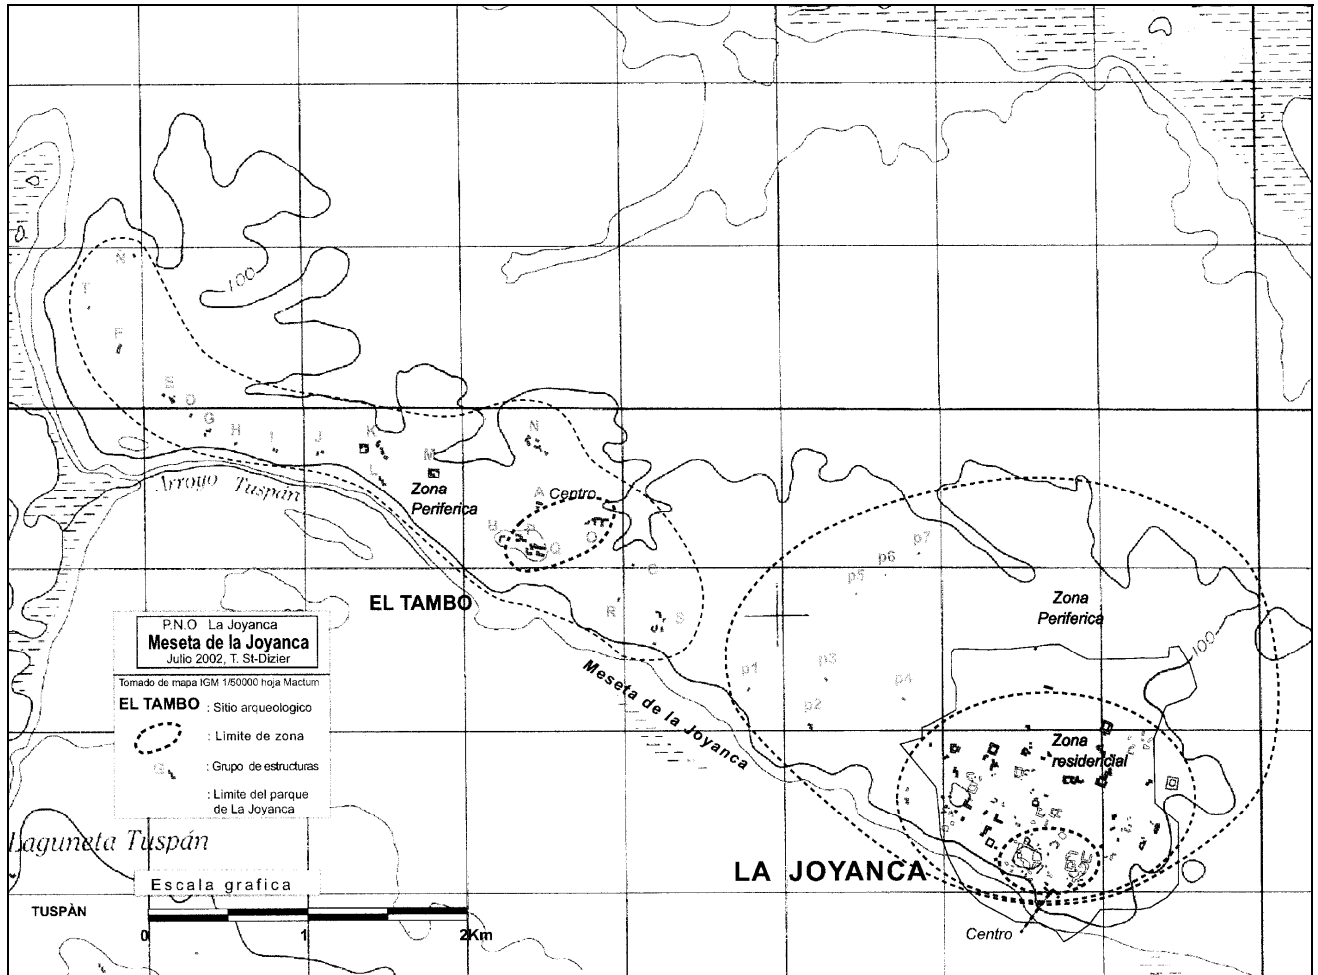 100
N
T
F
E
D
G
H
I
J
K
L
M
N
Zona
Periferica
Arroyo Tuspán
A
Centro
B
P
Q
O
C
R
S
EL TAMBO
p7
p6
p5
p3
p1
p4
p2
Zona
Periferica
100
Meseta de la Joyanca
Zona
residencial
LA JOYANCA
Centro
P.N.O La Joyanca
Meseta de la Joyanca
Julio 2002, T. St-Dizier
Tomado de mapa IGM 1/50000 hoja Mactum
EL TAMBO : Sitio arqueologico
: Limite de zona
G : Grupo de estructuras
: Limite del parque
de La Joyanca
Laguneta Tuspán
Escala grafica
TUSPÀN
0 1 2Km